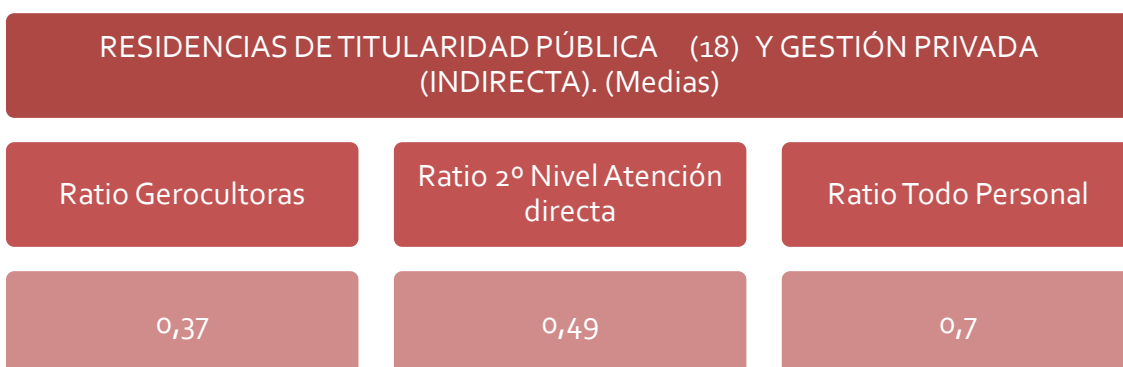 RESIDENCIAS DE TITULARIDAD PÚBLICA (18) Y GESTIÓN PRIVADA
(INDIRECTA). (Medias)
Ratio Gerocultoras
Ratio 2º Nivel Atención
directa
Ratio Todo Personal
0,37
0,49
0,7